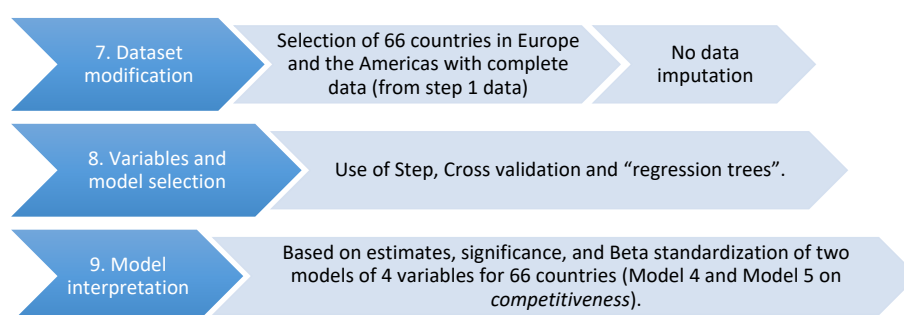 7. Dataset
modification
Selection of 66 countries in Europe
and the Americas with complete
data (from step 1 data)
No data
imputation
8. Variables and
model selection
Use of Step, Cross validation and “regression trees”.
9. Model
interpretation
Based on estimates, significance, and Beta standardization of two
models of 4 variables for 66 countries (Model 4 and Model 5 on
competitiveness).